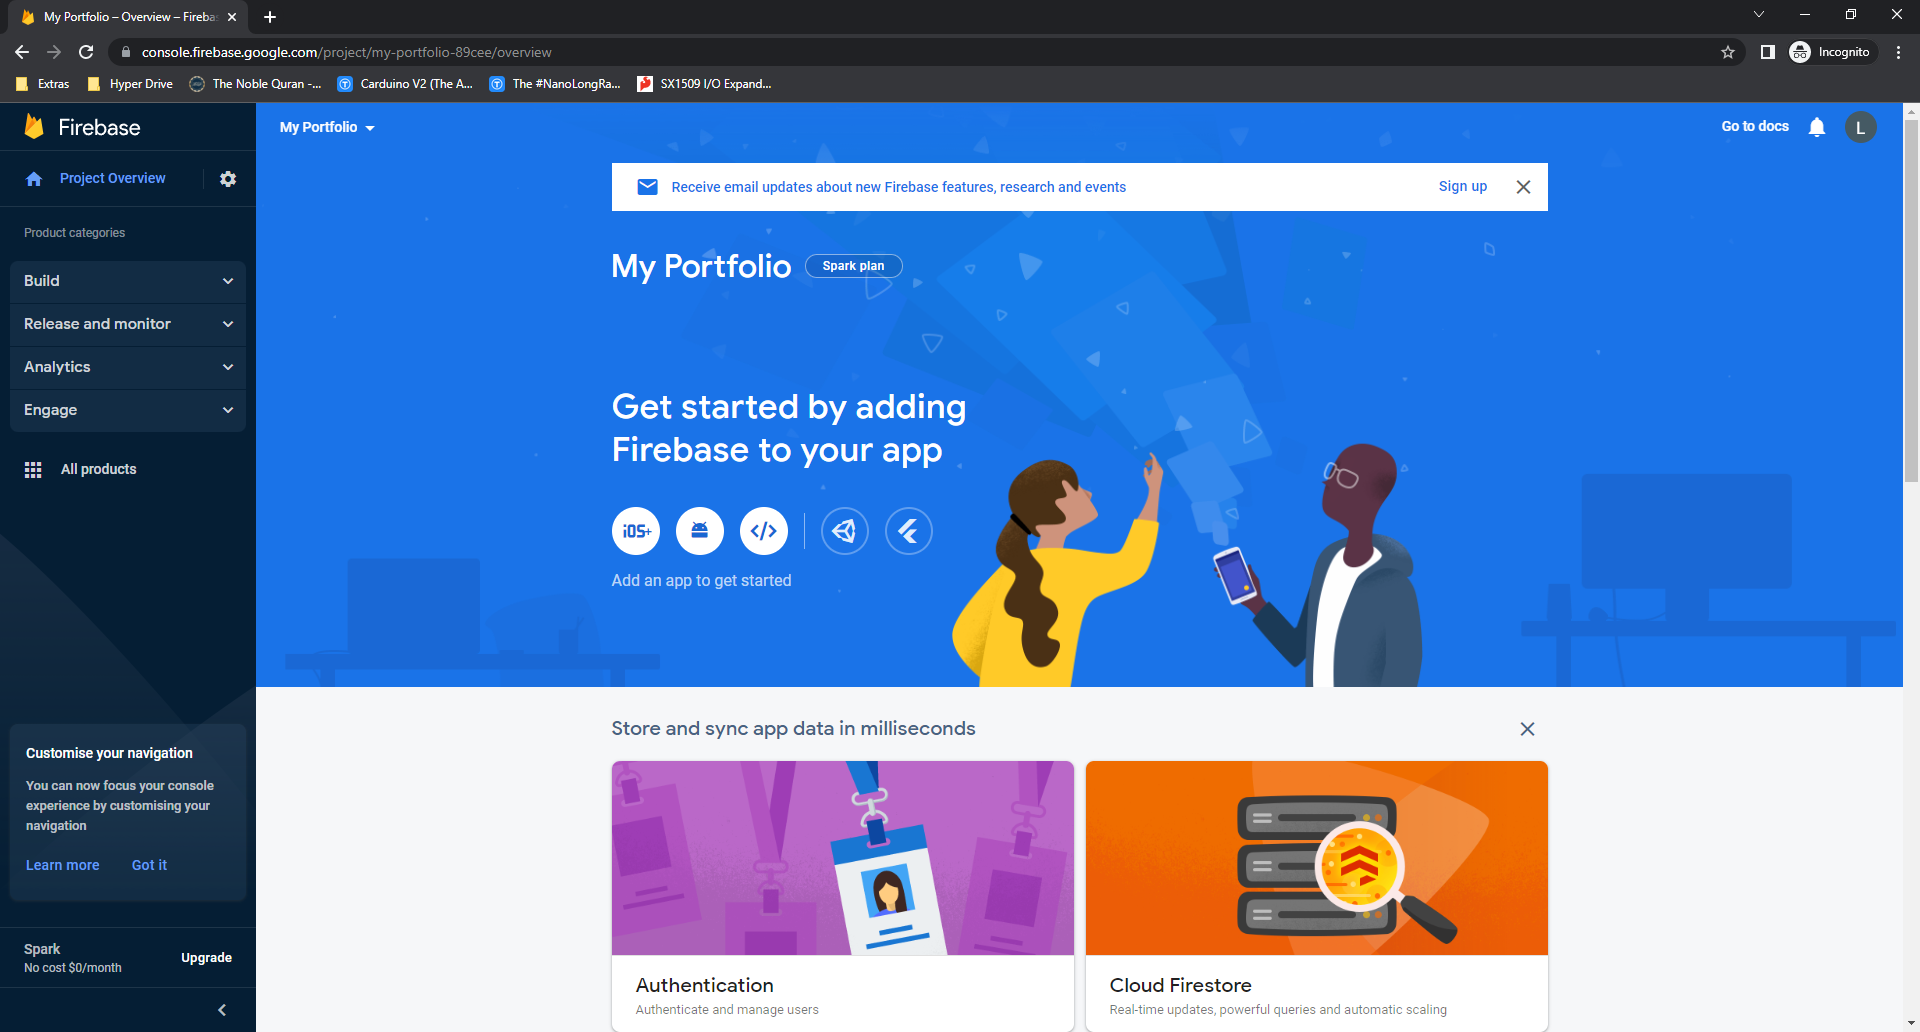 My Portfolio – Overview – Fireba
console.firebase.google.com/project/my-portfolio-89cee/overview
Incognito
Extras
Hyper Drive
The Noble Quran -...
Carduino V2 (The A...
The #NanoLongRa...
SX1509 I/O Expand...
Firebase
My Portfolio
Go to docs
L
Project Overview
Receive email updates about new Firebase features, research and events
Sign up
Product categories
My Portfolio
Spark plan
Build
Release and monitor
Analytics
Engage
All products
Get started by adding
Firebase to your app
iOS+
Add an app to get started
Store and sync app data in milliseconds
Customise your navigation
You can now focus your console
experience by customising your
navigation
Learn more
Got it
Spark
No cost $0/month
Upgrade
Authentication
Authenticate and manage users
Cloud Firestore
Real-time updates, powerful queries and automatic scaling